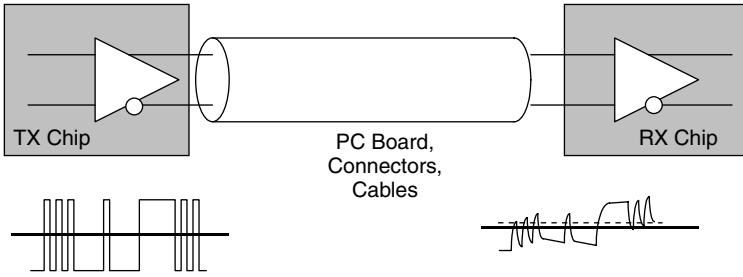 TX Chip
PC Board,
Connectors,
Cables
RX Chip